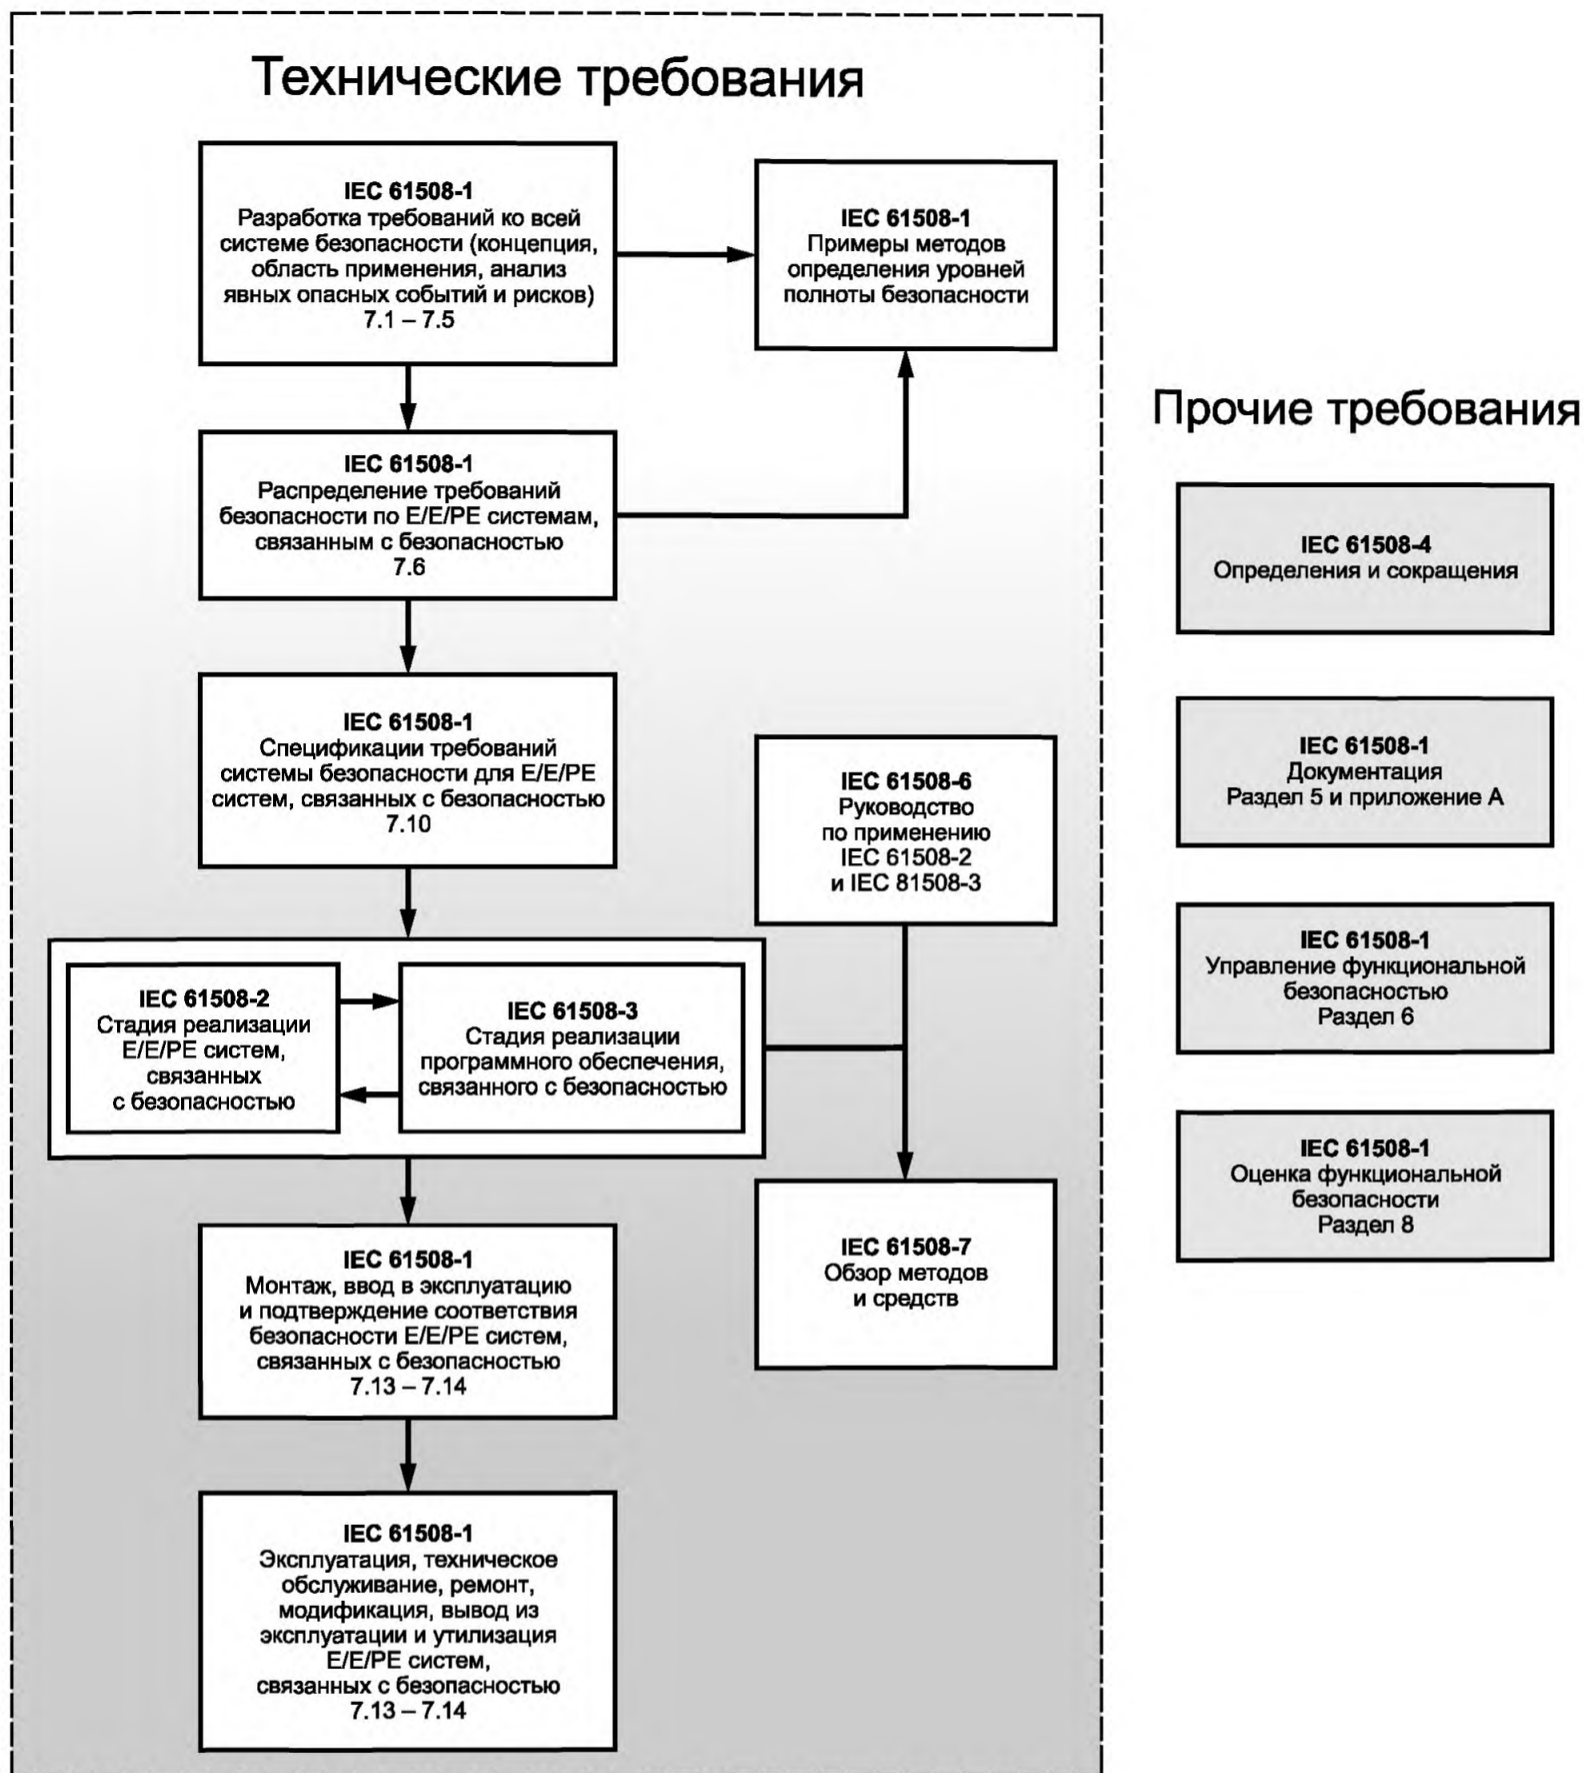 Технические требования
IEC 61508-1
Разработка требований ко всей
системе безопасности (концепция,
область применения, анализ
явных опасных событий и рисков)
7.1 – 7.5
IEC 61508-1
Примеры методов
определения уровней
полноты безопасности
IEC 61508-1
Распределение требований
безопасности по E/E/PE системам,
связанным с безопасностью
7.6
IEC 61508-1
Спецификации требований
системы безопасности для E/E/PE
систем, связанных с безопасностью
7.10
IEC 61508-6
Руководство
по применению
IEC 61508-2
и IEC 81508-3
IEC 61508-2
Стадия реализации
E/E/PE систем,
связанных
с безопасностью
IEC 61508-3
Стадия реализации
программного обеспечения,
связанного с безопасностью
IEC 61508-7
Обзор методов
и средств
IEC 61508-1
Монтаж, ввод в эксплуатацию
и подтверждение соответствия
безопасности E/E/PE систем,
связанных с безопасностью
7.13 – 7.14
IEC 61508-1
Эксплуатация, техническое
обслуживание, ремонт,
модификация, вывод из
эксплуатации и утилизация
E/E/PE систем,
связанных с безопасностью
7.13 – 7.14
Прочие требования
IEC 61508-4
Определения и сокращения
IEC 61508-1
Документация
Раздел 5 и приложение А
IEC 61508-1
Управление функциональной
безопасностью
Раздел 6
IEC 61508-1
Оценка функциональной
безопасности
Раздел 8